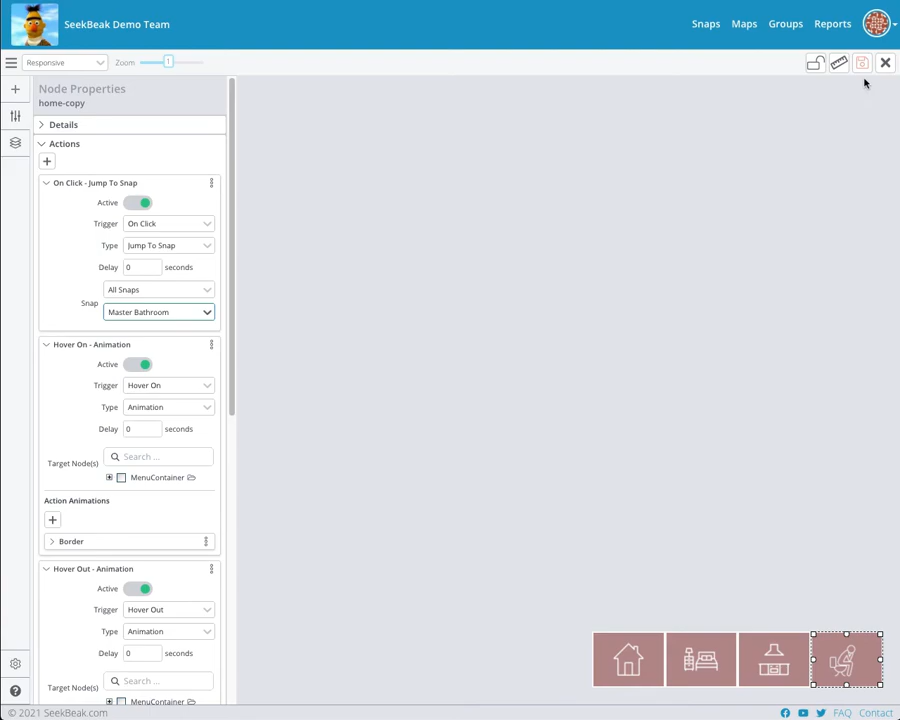 SeekBeak Demo Team
Snaps
Maps
Groups
Reports
Responsive
Zoom
1
Node Properties
home-copy
Details
Actions
On Click - Jump To Snap
Active
Trigger On Click
Type Jump To Snap
Delay 0 seconds
All Snaps
Snap
Master Bathroom
Hover On - Animation
Active
Trigger Hover On
Type Animation
Delay 0 seconds
Search ...
Target Node(s)
MenuContainer
Action Animations
Border
Hover Out - Animation
Active
Trigger Hover Out
Type Animation
Delay 0 seconds
Search ...
Target Node(s)
MenuContainer
© 2021 SeekBeak.com
FAQ
Contact